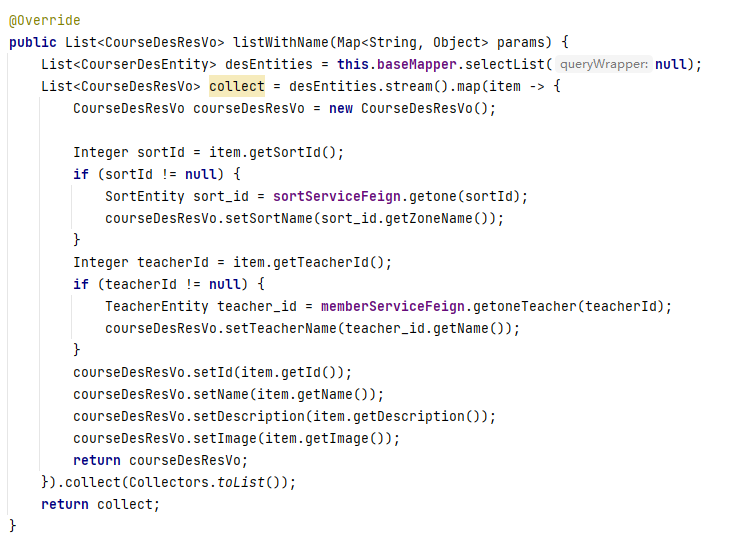 @Override
public List<CourseDesResVo> listWithName(Map<String, Object> params) {
    List<CourserDesEntity> desEntities = this.baseMapper.selectList( queryWrapper: null);
    List<CourseDesResVo> collect = desEntities.stream().map(item -> {
        CourseDesResVo courseDesResVo = new CourseDesResVo();

        Integer sortId = item.getSortId();
        if (sortId != null) {
            SortEntity sort_id = sortServiceFeign.getone(sortId);
            courseDesResVo.setSortName(sort_id.getZoneName());
        }
        Integer teacherId = item.getTeacherId();
        if (teacherId != null) {
            TeacherEntity teacher_id = memberServiceFeign.getoneTeacher(teacherId);
            courseDesResVo.setTeacherName(teacher_id.getName());
        }
        courseDesResVo.setId(item.getId());
        courseDesResVo.setName(item.getName());
        courseDesResVo.setDescription(item.getDescription());
        courseDesResVo.setImage(item.getImage());
        return courseDesResVo;
    }).collect(Collectors.toList());
    return collect;
}